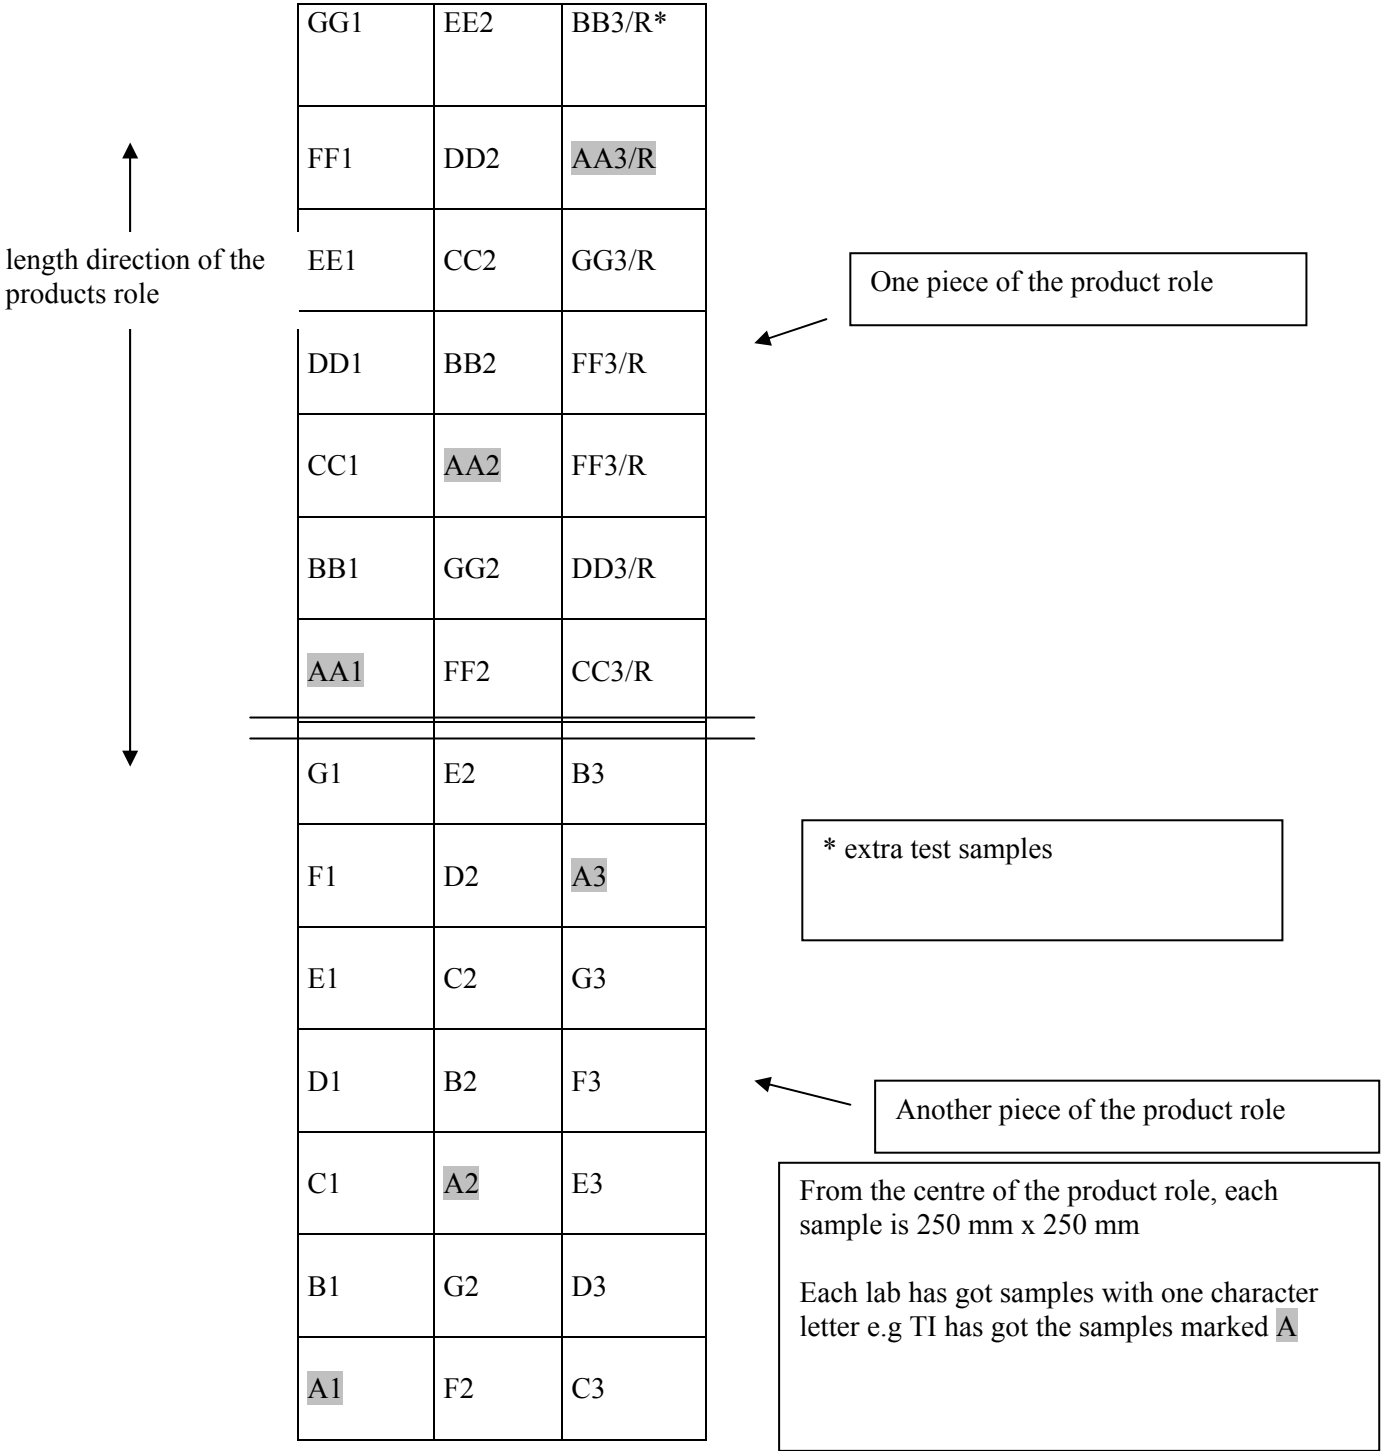 GG1 EE2 BB3/R*
FF1 DD2 AA3/R
length direction of the
products role
EE1 CC2 GG3/R
One piece of the product role
DD1 BB2 FF3/R
CC1 AA2 FF3/R
BB1 GG2 DD3/R
AA1 FF2 CC3/R
G1 E2 B3
* extra test samples
F1 D2 A3
E1 C2 G3
D1 B2 F3
Another piece of the product role
C1 A2 E3
From the centre of the product role, each
sample is 250 mm x 250 mm
Each lab has got samples with one character
letter e.g TI has got the samples marked A
B1 G2 D3
A1 F2 C3